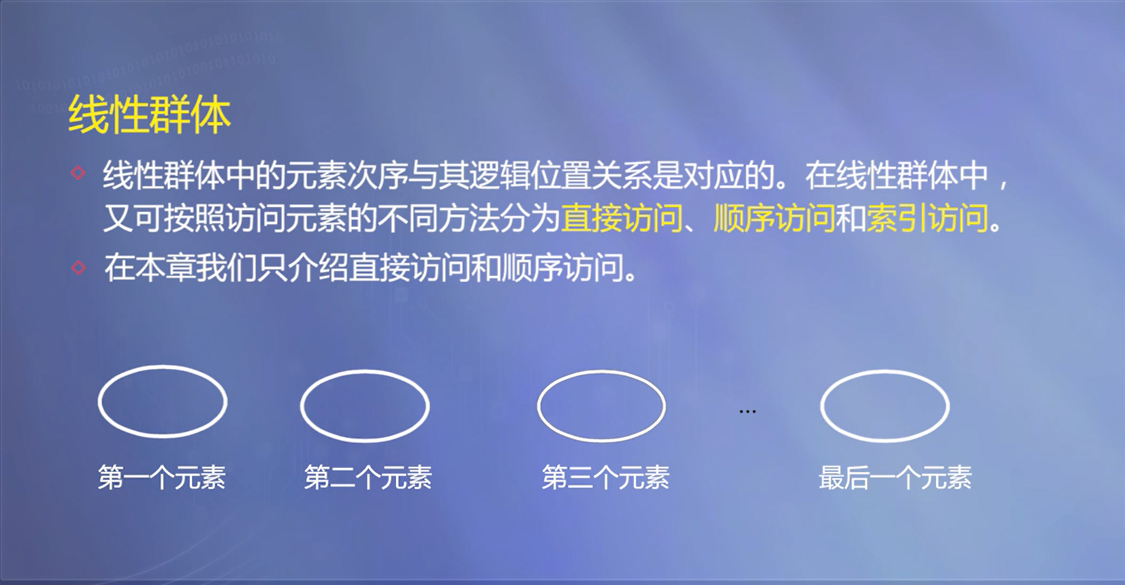 线性群体
线性群体中的元素次序与其逻辑位置关系是对应的。在线性群体中，
又可按照访问元素的不同方法分为直接访问、顺序访问和索引访问。
在本章我们只介绍直接访问和顺序访问。
...
第一个元素 第二个元素 第三个元素 最后一个元素